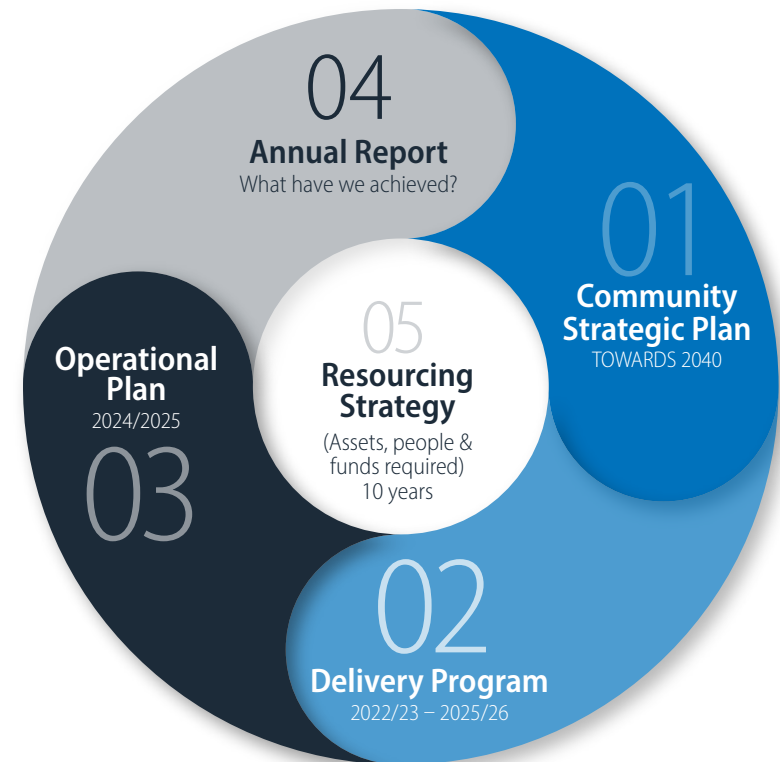 04
Annual Report
What have we achieved?
01
Community
Strategic Plan
TOWARDS 2040
05
Resourcing
Strategy
(Assets, people &
funds required)
10 years
Operational
Plan
2024/2025
03
02
Delivery Program
2022/23 – 2025/26